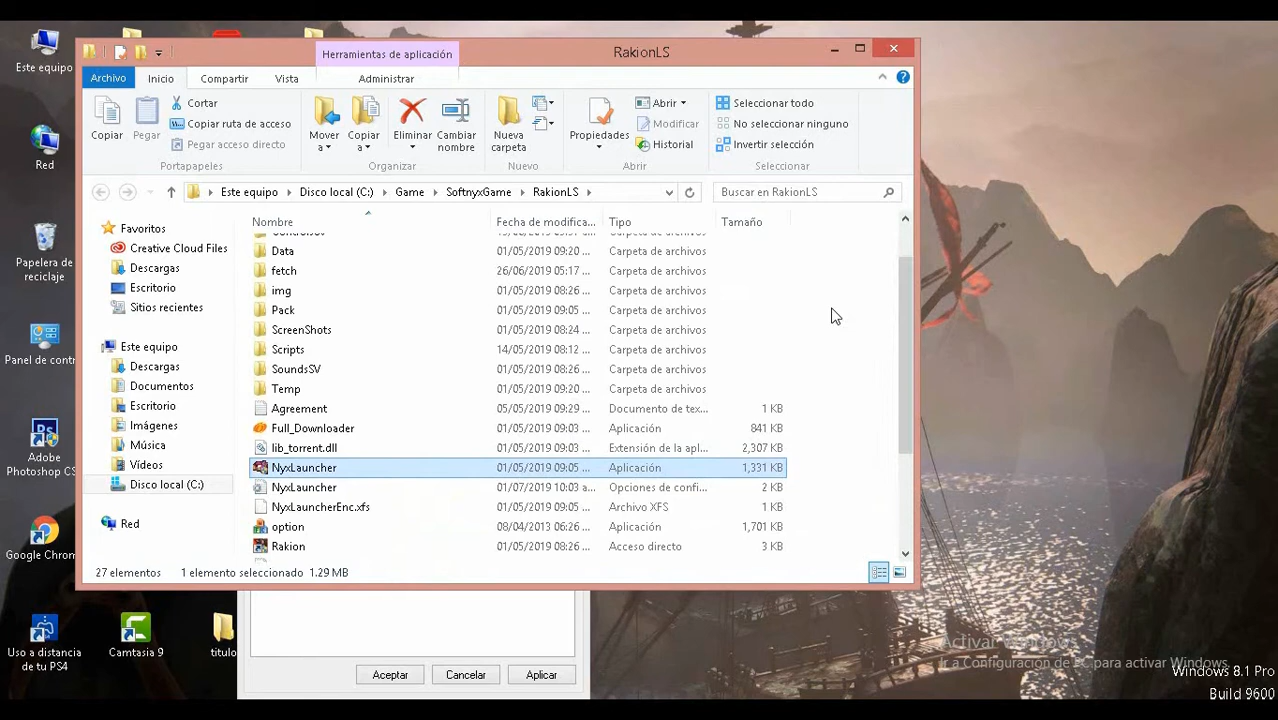 Este equipo
Red
Papelera de
reciclaje
Panel de contr
Adobe
Photoshop CS
Google Chrom
Uso a distancia
de tu PS4
Camtasia 9
titulo
Herramientas de aplicación
RakionLS
Archivo
Inicio
Compartir
Vista
Administrar
Copiar
Pegar
Cortar
Copiar ruta de acceso
Pegar acceso directo
Portapapeles
Mover
a
Copiar
a
Eliminar
Cambiar
nombre
Organizar
Nueva
carpeta
Nuevo
Propiedades
Abrir
Modificar
Historial
Abrir
Seleccionar todo
No seleccionar ninguno
Invertir selección
Seleccionar
Este equipo
Disco local (C:)
Game
SoftnyxGame
RakionLS
Buscar en RakionLS
Favoritos
Creative Cloud Files
Descargas
Escritorio
Sitios recientes
Este equipo
Descargas
Documentos
Escritorio
Imágenes
Música
Vídeos
Disco local (C:)
Red
Nombre Fecha de modifica... Tipo Tamaño
Data 01/05/2019 09:20 ... Carpeta de archivos
fetch 26/06/2019 05:17 ... Carpeta de archivos
img 01/05/2019 08:26 ... Carpeta de archivos
Pack 01/05/2019 09:05 ... Carpeta de archivos
ScreenShots 01/05/2019 08:24 ... Carpeta de archivos
Scripts 14/05/2019 08:12 ... Carpeta de archivos
SoundsSV 01/05/2019 08:26 ... Carpeta de archivos
Temp 01/05/2019 09:20 ... Carpeta de archivos
Agreement 05/05/2019 09:29 ... Documento de tex... 1 KB
Full_Downloader 01/05/2019 09:03 ... Aplicación 841 KB
lib_torrent.dll 01/05/2019 09:03 ... Extensión de la apl... 2,307 KB
NyxLauncher 01/05/2019 09:05 ... Aplicación 1,331 KB
NyxLauncher 01/07/2019 10:03 a... Opciones de confi... 2 KB
NyxLauncherEnc.xfs 01/05/2019 09:05 ... Archivo XFS 1 KB
option 08/04/2013 06:26 ... Aplicación 1,701 KB
Rakion 01/05/2019 08:26 ... Acceso directo 3 KB
27 elementos 1 elemento seleccionado 1.29 MB
Aceptar
Cancelar
Aplicar
Activar Windows
Ir a Configuración de PC para activar Windows.
Windows 8.1 Pro
Build 9600